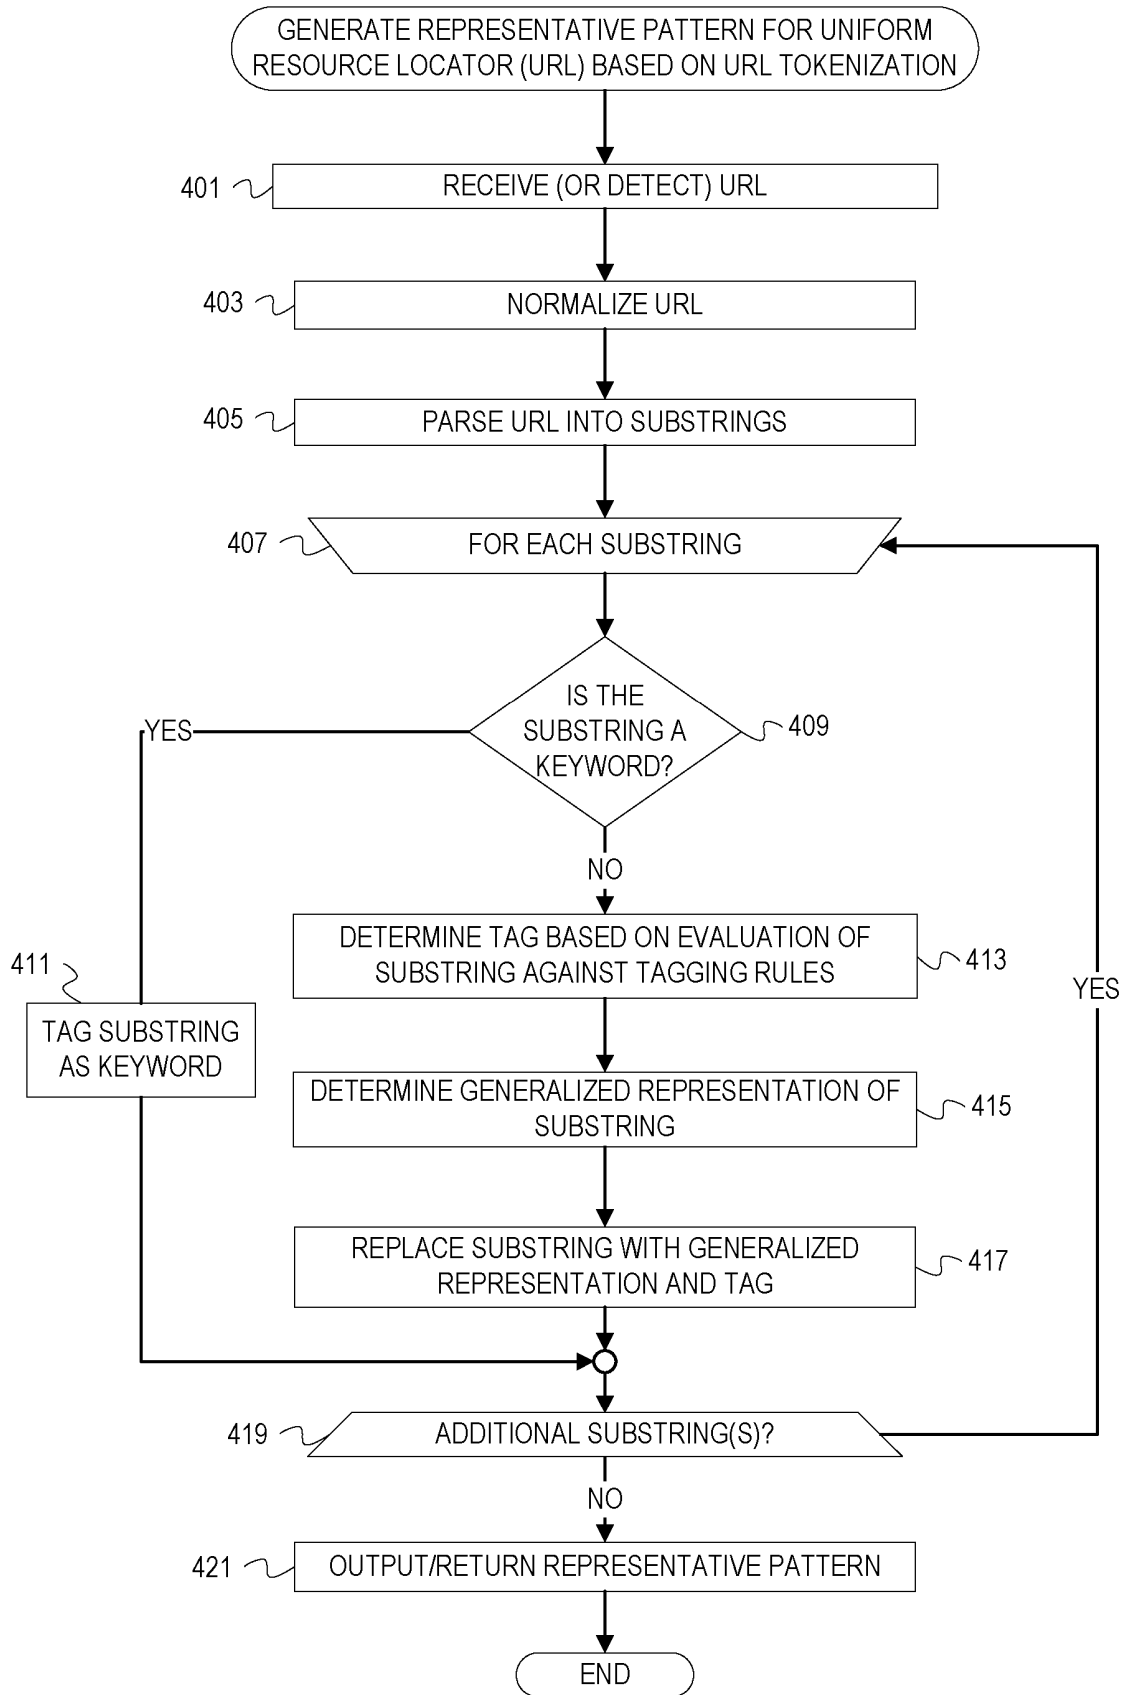 GENERATE REPRESENTATIVE PATTERN FOR UNIFORM
RESOURCE LOCATOR (URL) BASED ON URL TOKENIZATION
401
RECEIVE (OR DETECT) URL
403
NORMALIZE URL
405
PARSE URL INTO SUBSTRINGS
407
FOR EACH SUBSTRING
IS THE
SUBSTRING A
KEYWORD?
409
YES
NO
411
TAG SUBSTRING
AS KEYWORD
DETERMINE TAG BASED ON EVALUATION OF
SUBSTRING AGAINST TAGGING RULES
413
YES
DETERMINE GENERALIZED REPRESENTATION OF
SUBSTRING
415
REPLACE SUBSTRING WITH GENERALIZED
REPRESENTATION AND TAG
417
419
ADDITIONAL SUBSTRING(S)?
NO
421
OUTPUT/RETURN REPRESENTATIVE PATTERN
END